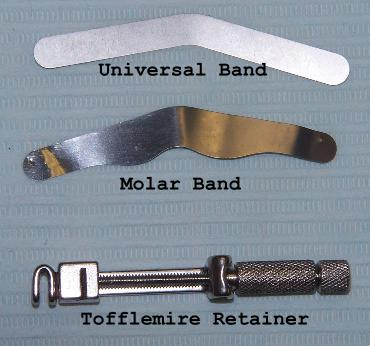 Universal Band
Molar Band
Tofflemire Retainer